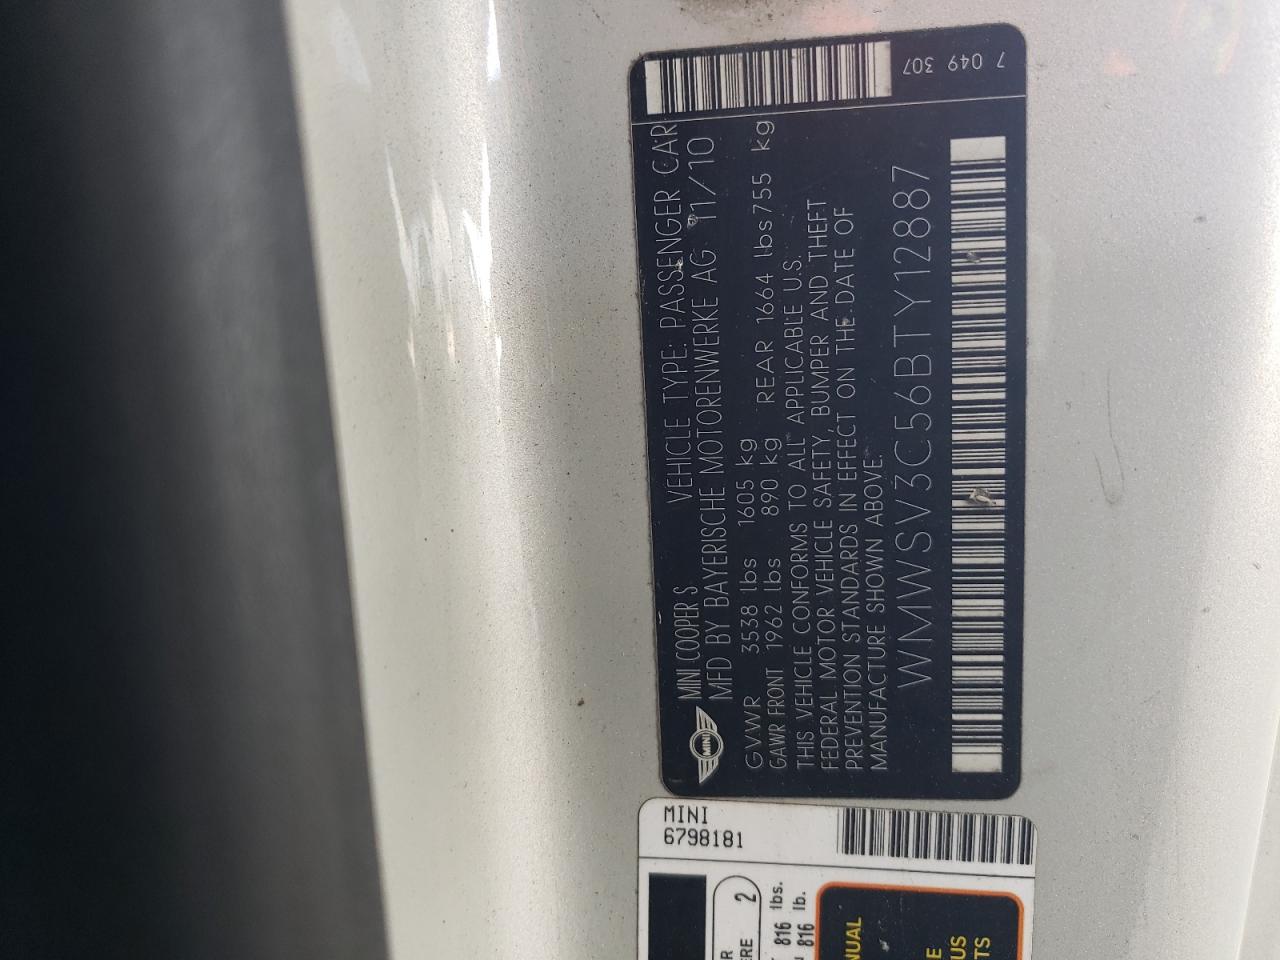 7 049 307
MINI COOPER S VEHICLE TYPE: PASSENGER CAR
MFD BY BAYERISCHE MOTORENWERKE AG 11/10
GVWR 3538 lbs 1605 kg
GAWR FRONT 1962 lbs 890 kg REAR 1664 lbs 755 kg
THIS VEHICLE CONFORMS TO ALL APPLICABLE U.S.
FEDERAL MOTOR VEHICLE SAFETY, BUMPER AND THEFT
PREVENTION STANDARDS IN EFFECT ON THE DATE OF
MANUFACTURE SHOWN ABOVE.
WMWSV3C56BTY12887
MINI
MINI
6798181
2
816 lbs.
816 lb.